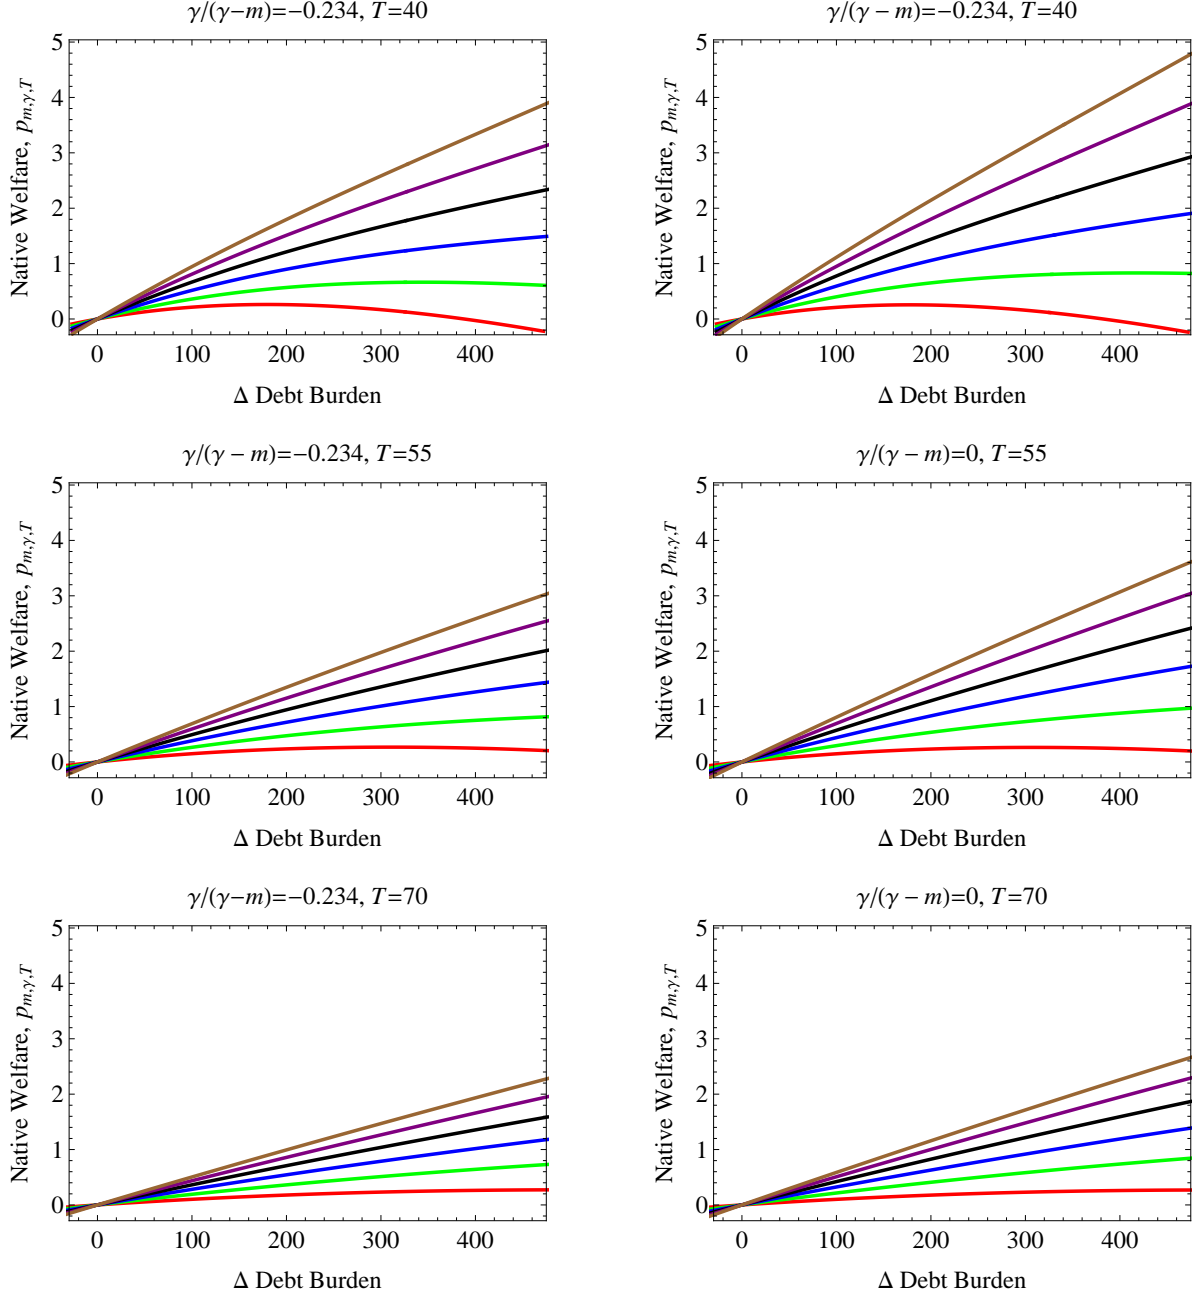 γ/(γ−m)=−0.234, T=40
5
4
3
2
1
0
Native Welfare, p_{m,γ,T}
0 100 200 300 400
Δ Debt Burden
γ/(γ − m)=−0.234, T=40
5
4
3
2
1
0
Native Welfare, p_{m,γ,T}
0 100 200 300 400
Δ Debt Burden
γ/(γ − m)=−0.234, T=55
5
4
3
2
1
0
Native Welfare, p_{m,γ,T}
0 100 200 300 400
Δ Debt Burden
γ/(γ − m)=0, T=55
5
4
3
2
1
0
Native Welfare, p_{m,γ,T}
0 100 200 300 400
Δ Debt Burden
γ/(γ−m)=−0.234, T=70
5
4
3
2
1
0
Native Welfare, p_{m,γ,T}
0 100 200 300 400
Δ Debt Burden
γ/(γ − m)=0, T=70
5
4
3
2
1
0
Native Welfare, p_{m,γ,T}
0 100 200 300 400
Δ Debt Burden